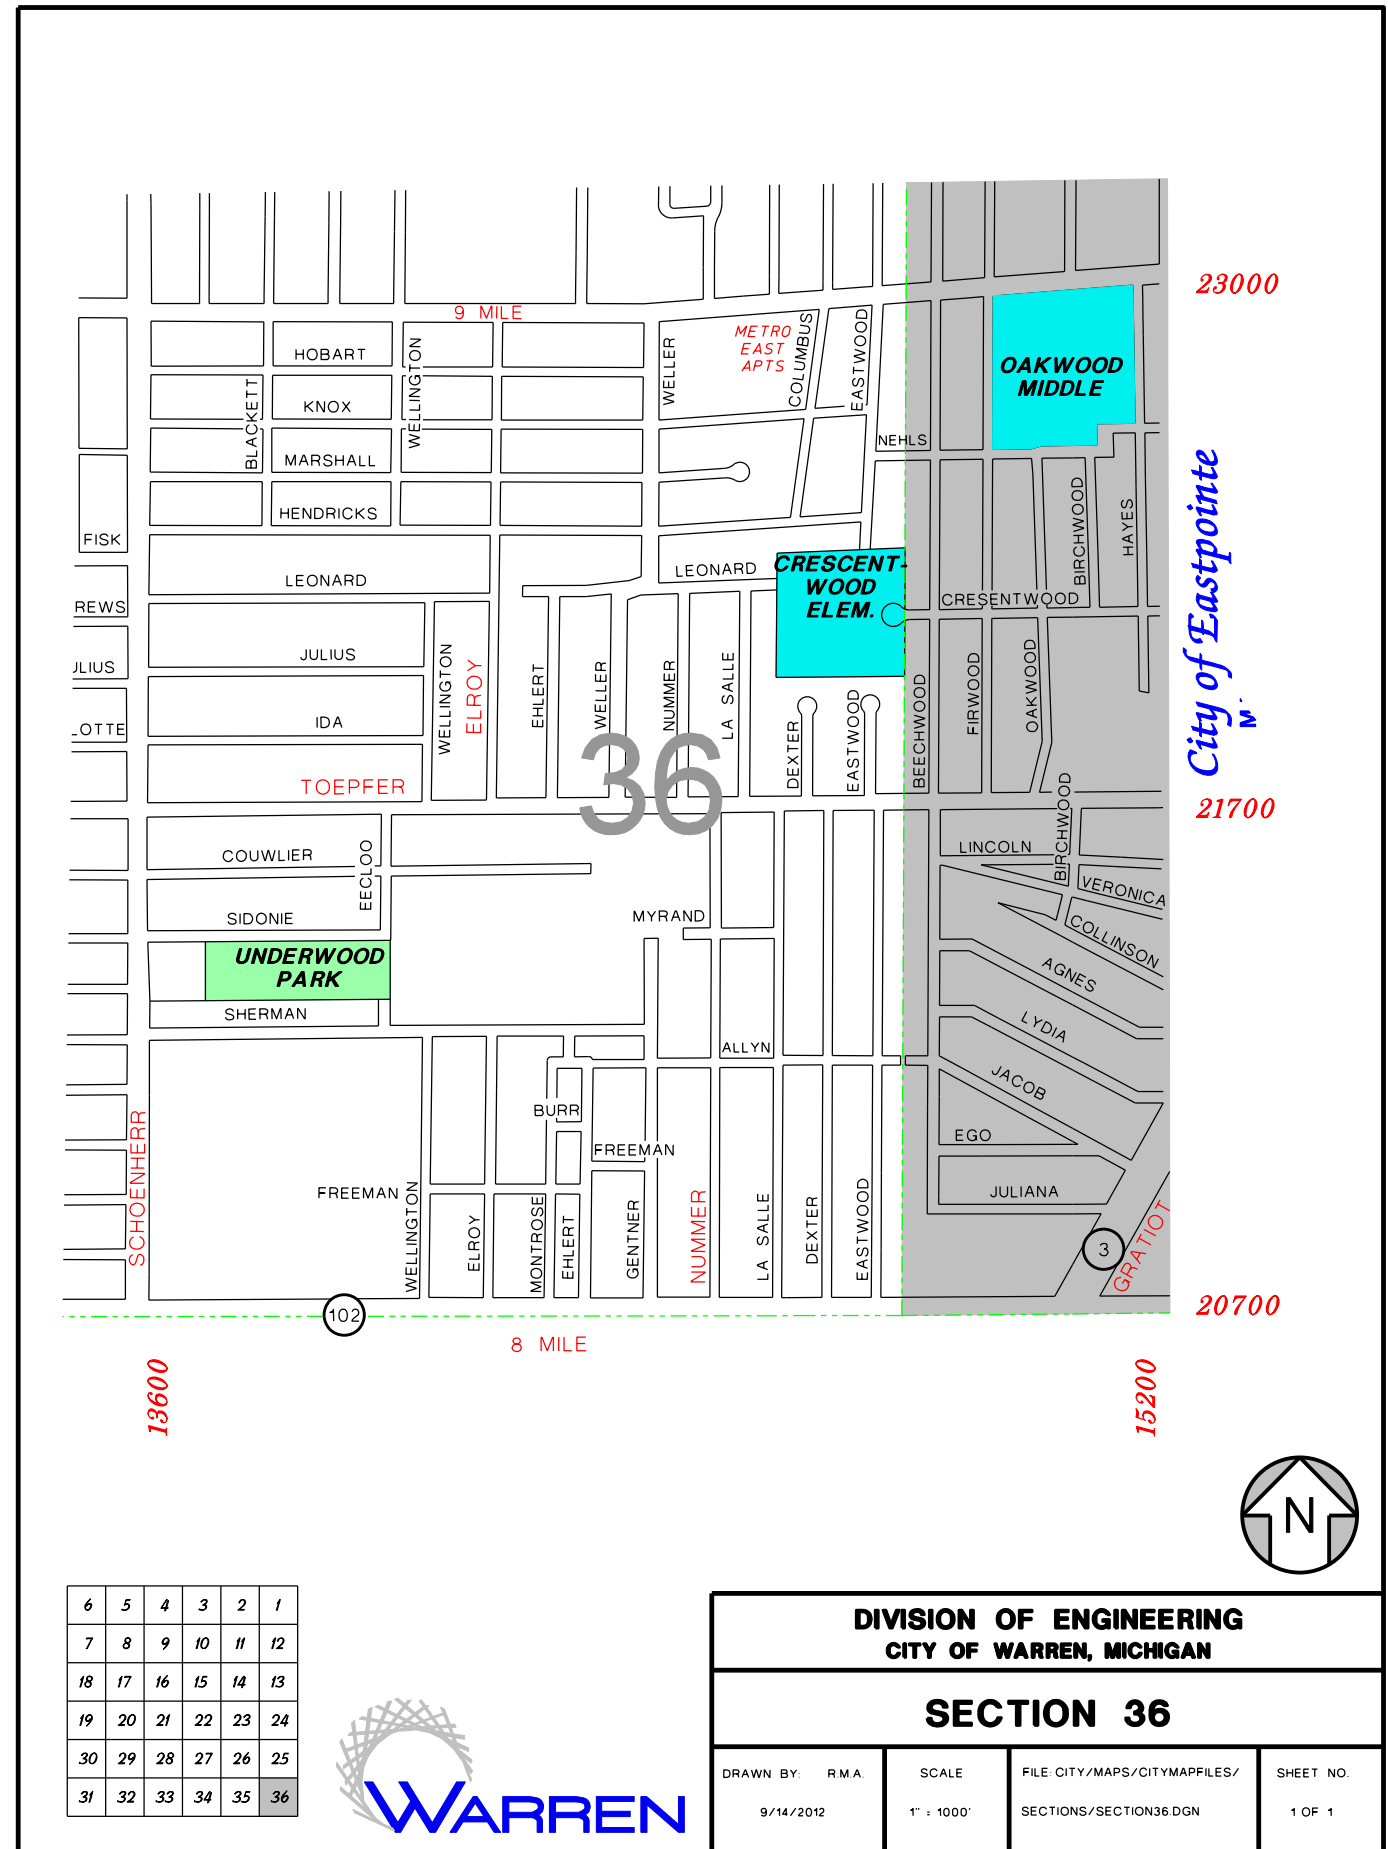 23000
9 MILE
METRO
EAST
APTS
COLUMBUS
EASTWOOD
WELLER
HOBART
WELLINGTON
OAKWOOD
MIDDLE
BLACKETT
KNOX
NEHLS
MARSHALL
HENDRICKS
BIRCHWOOD
HAYES
City of Eastpointe
M
FISK
LEONARD
LEONARD
CRESCENT-
WOOD
ELEM.
CRESENTWOOD
REWS
JULIUS
ULIUS
WELLINGTON
ELROY
EHLERT
WELLER
NUMMER
LA SALLE
BEECHWOOD
FIRWOOD
OAKWOOD
IDA
LOTTE
DEXTER
EASTWOOD
36
TOEPFER
21700
BIRCHWOOD
COUWLIER
EECLOO
LINCOLN
VERONICA
SIDONIE
MYRAND
COLLINSON
UNDERWOOD
PARK
AGNES
SHERMAN
LYDIA
ALLYN
JACOB
BURR
EGO
SCHOENHERR
FREEMAN
FREEMAN
WELLINGTON
ELROY
MONTROSE
EHLERT
GENTNER
NUMMER
LA SALLE
DEXTER
EASTWOOD
JULIANA
3
GRATIOT
102
20700
8 MILE
13600
15200
N
6 5 4 3 2 1
7 8 9 10 11 12
18 17 16 15 14 13
19 20 21 22 23 24
30 29 28 27 26 25
31 32 33 34 35 36
WARREN
DIVISION OF ENGINEERING
CITY OF WARREN, MICHIGAN
SECTION 36
DRAWN BY: R.M.A.
9/14/2012
SCALE
1" = 1000'
FILE: CITY/MAPS/CITYMAPFILES/
SECTIONS/SECTION36.DGN
SHEET NO.
1 OF 1